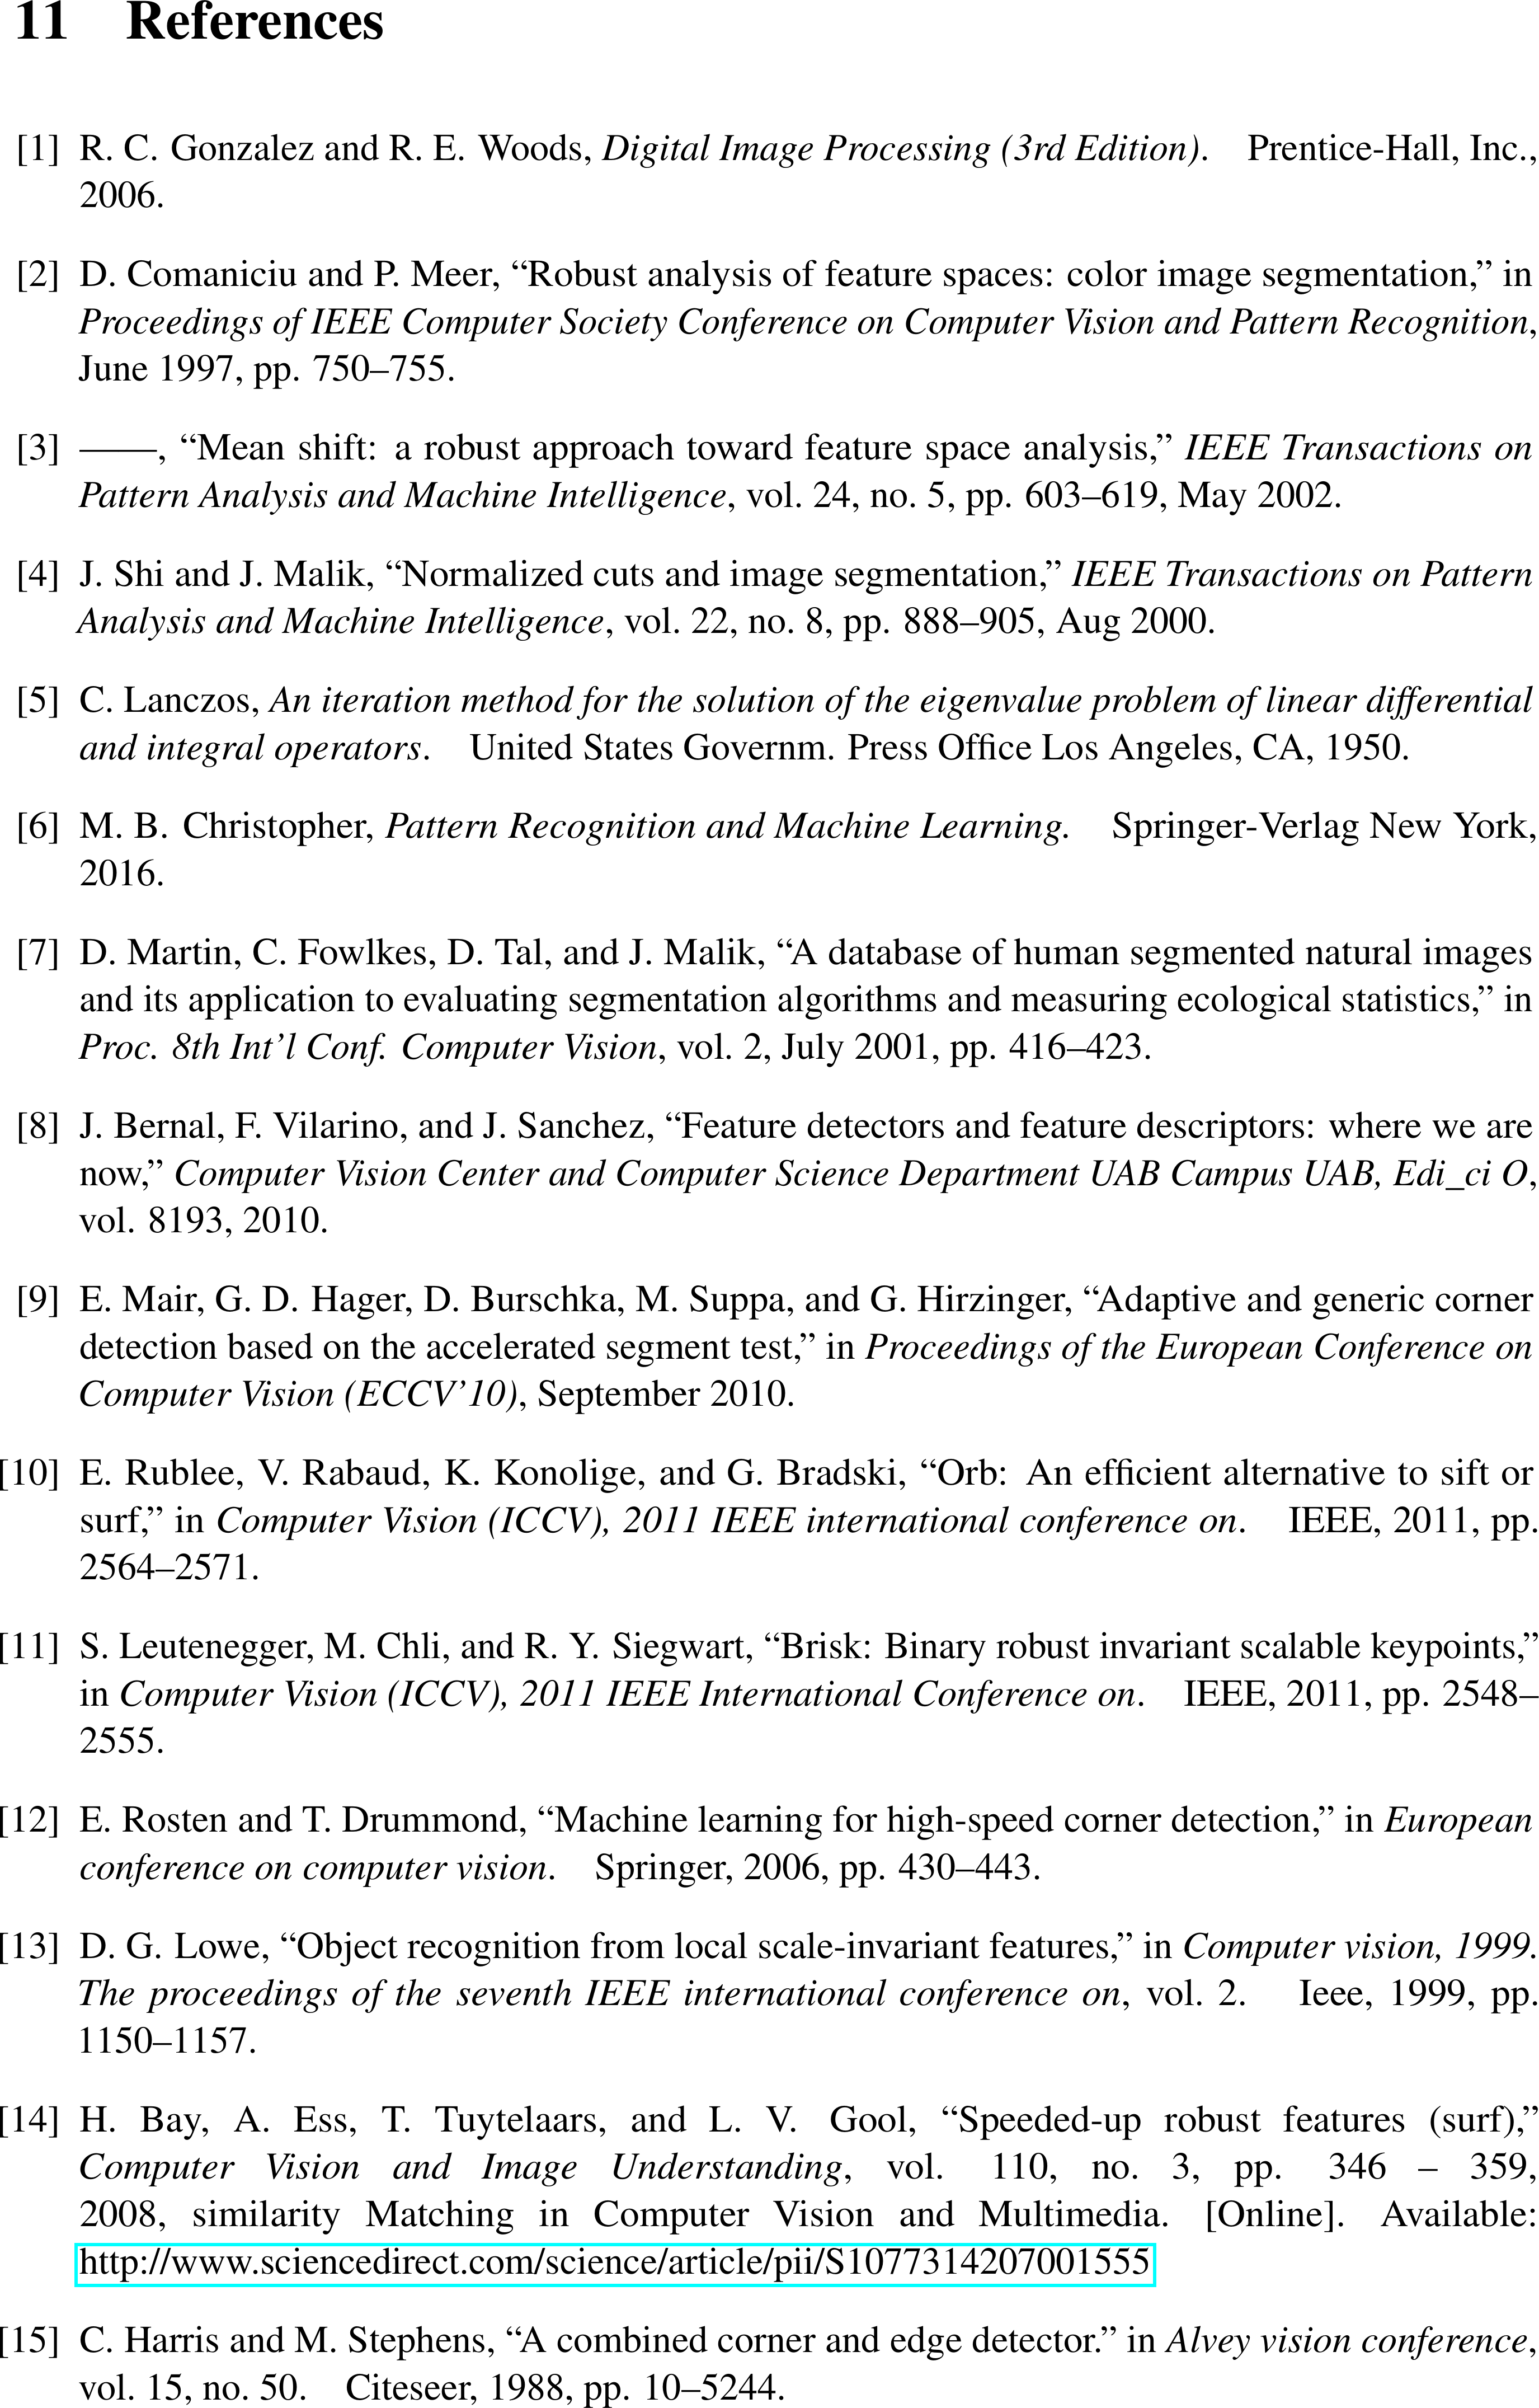 11 References
[1] R. C. Gonzalez and R. E. Woods, Digital Image Processing (3rd Edition). Prentice-Hall, Inc.,
2006.
[2] D. Comaniciu and P. Meer, “Robust analysis of feature spaces: color image segmentation,” in
Proceedings of IEEE Computer Society Conference on Computer Vision and Pattern Recognition,
June 1997, pp. 750–755.
[3] ——, “Mean shift: a robust approach toward feature space analysis,” IEEE Transactions on
Pattern Analysis and Machine Intelligence, vol. 24, no. 5, pp. 603–619, May 2002.
[4] J. Shi and J. Malik, “Normalized cuts and image segmentation,” IEEE Transactions on Pattern
Analysis and Machine Intelligence, vol. 22, no. 8, pp. 888–905, Aug 2000.
[5] C. Lanczos, An iteration method for the solution of the eigenvalue problem of linear differential
and integral operators. United States Governm. Press Office Los Angeles, CA, 1950.
[6] M. B. Christopher, Pattern Recognition and Machine Learning. Springer-Verlag New York,
2016.
[7] D. Martin, C. Fowlkes, D. Tal, and J. Malik, “A database of human segmented natural images
and its application to evaluating segmentation algorithms and measuring ecological statistics,” in
Proc. 8th Int’l Conf. Computer Vision, vol. 2, July 2001, pp. 416–423.
[8] J. Bernal, F. Vilarino, and J. Sanchez, “Feature detectors and feature descriptors: where we are
now,” Computer Vision Center and Computer Science Department UAB Campus UAB, Edi_ci O,
vol. 8193, 2010.
[9] E. Mair, G. D. Hager, D. Burschka, M. Suppa, and G. Hirzinger, “Adaptive and generic corner
detection based on the accelerated segment test,” in Proceedings of the European Conference on
Computer Vision (ECCV’10), September 2010.
[10] E. Rublee, V. Rabaud, K. Konolige, and G. Bradski, “Orb: An efficient alternative to sift or
surf,” in Computer Vision (ICCV), 2011 IEEE international conference on. IEEE, 2011, pp.
2564–2571.
[11] S. Leutenegger, M. Chli, and R. Y. Siegwart, “Brisk: Binary robust invariant scalable keypoints,”
in Computer Vision (ICCV), 2011 IEEE International Conference on. IEEE, 2011, pp. 2548–
2555.
[12] E. Rosten and T. Drummond, “Machine learning for high-speed corner detection,” in European
conference on computer vision. Springer, 2006, pp. 430–443.
[13] D. G. Lowe, “Object recognition from local scale-invariant features,” in Computer vision, 1999.
The proceedings of the seventh IEEE international conference on, vol. 2. Ieee, 1999, pp.
1150–1157.
[14] H. Bay, A. Ess, T. Tuytelaars, and L. V. Gool, “Speeded-up robust features (surf),”
Computer Vision and Image Understanding, vol. 110, no. 3, pp. 346 – 359,
2008, similarity Matching in Computer Vision and Multimedia. [Online]. Available:
http://www.sciencedirect.com/science/article/pii/S1077314207001555
[15] C. Harris and M. Stephens, “A combined corner and edge detector.” in Alvey vision conference,
vol. 15, no. 50. Citeseer, 1988, pp. 10–5244.